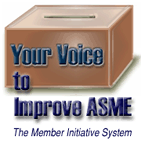 Your Voice
to
Improve ASME
The Member Initiative System